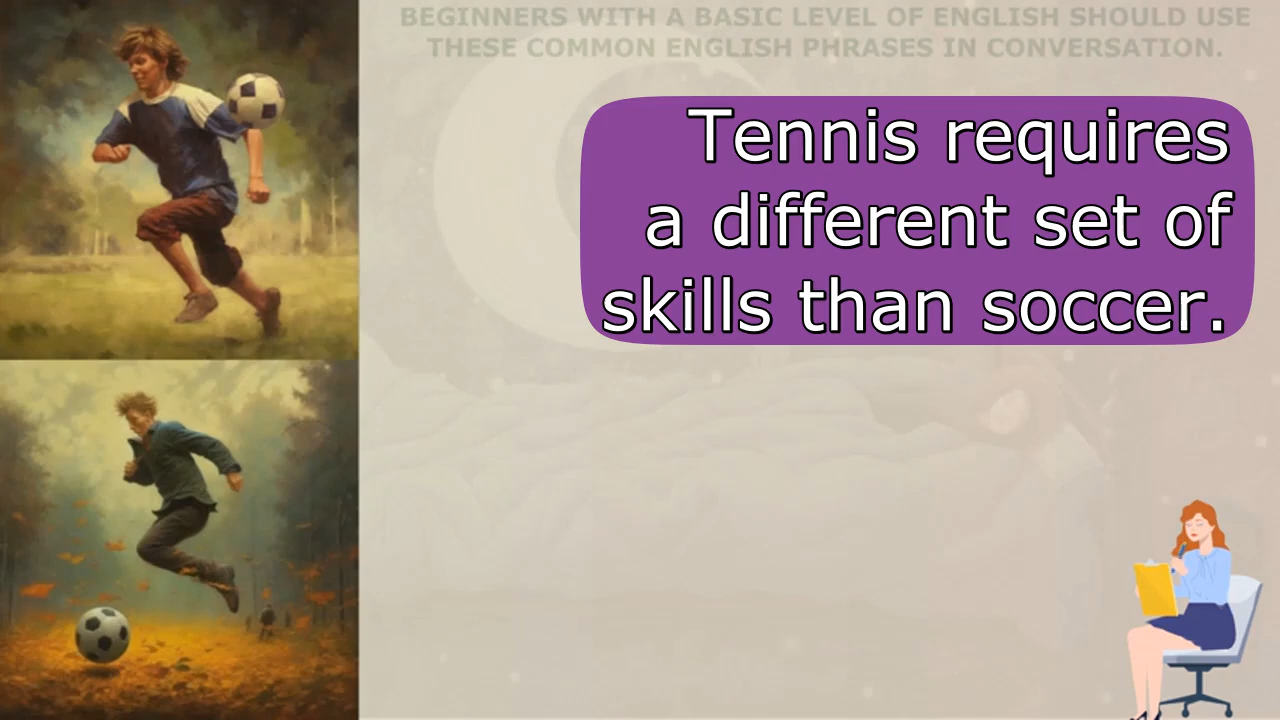 BEGINNERS WITH A BASIC LEVEL OF ENGLISH SHOULD USE
THESE COMMON ENGLISH PHRASES IN CONVERSATION.
Tennis requires
a different set of
skills than soccer.